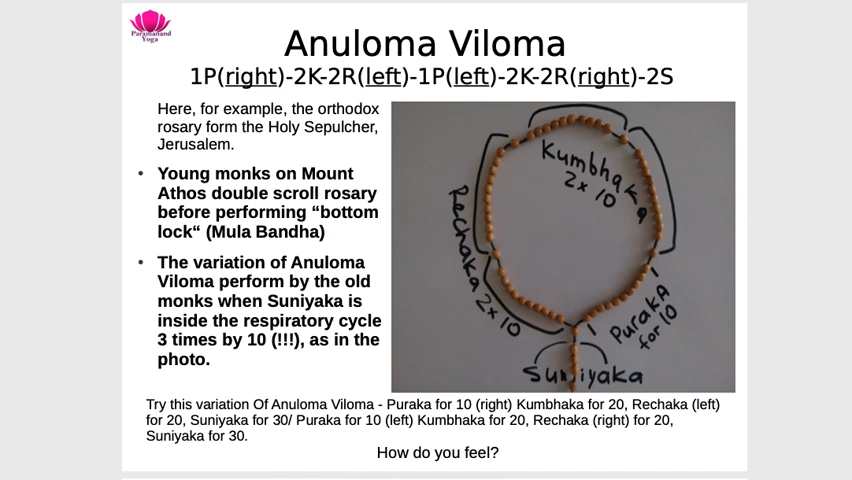 Paramanand
Yoga
Anuloma Viloma
1P(right)-2K-2R(left)-1P(left)-2K-2R(right)-2S
Here, for example, the orthodox
rosary form the Holy Sepulcher,
Jerusalem.
• Young monks on Mount
Athos double scroll rosary
before performing “bottom
lock“ (Mula Bandha)
• The variation of Anuloma
Viloma perform by the old
monks when Suniyaka is
inside the respiratory cycle
3 times by 10 (!!!), as in the
photo.
Kumbhaka
2x10
Rechaka 2x10
Puraka
for 10
Suniyaka
Try this variation Of Anuloma Viloma - Puraka for 10 (right) Kumbhaka for 20, Rechaka (left)
for 20, Suniyaka for 30/ Puraka for 10 (left) Kumbhaka for 20, Rechaka (right) for 20,
Suniyaka for 30.
How do you feel?